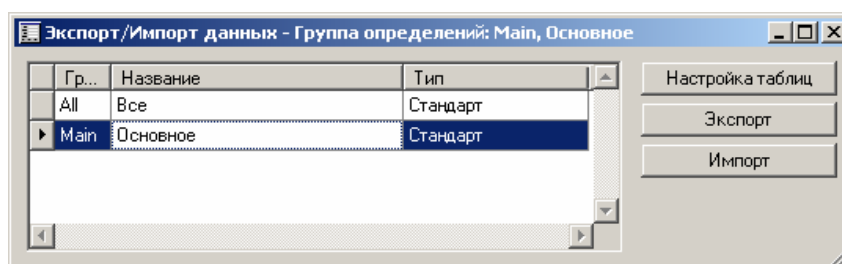 Экспорт/Импорт данных - Группа определений: Main, Основное
Гр... Название Тип
All Все Стандарт
Main Основное Стандарт
Настройка таблиц
Экспорт
Импорт